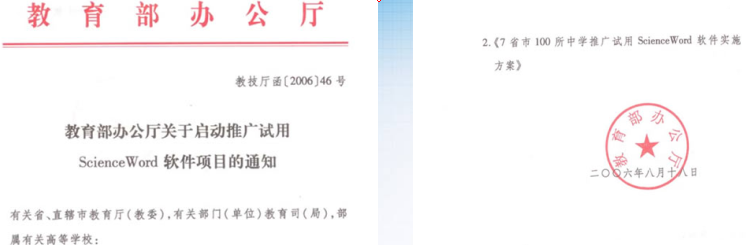 教育部办公厅
教技厅函〔2006〕46号
教育部办公厅关于启动推广试用
ScienceWord 软件项目的通知
有关省、直辖市教育厅(教委),有关部门(单位)教育司(局),部
属有关高等学校:
2.《7 省市 100 所中学推广试用 ScienceWord 软件实施
方案》
教育部办公厅
二〇〇六年八月十八日